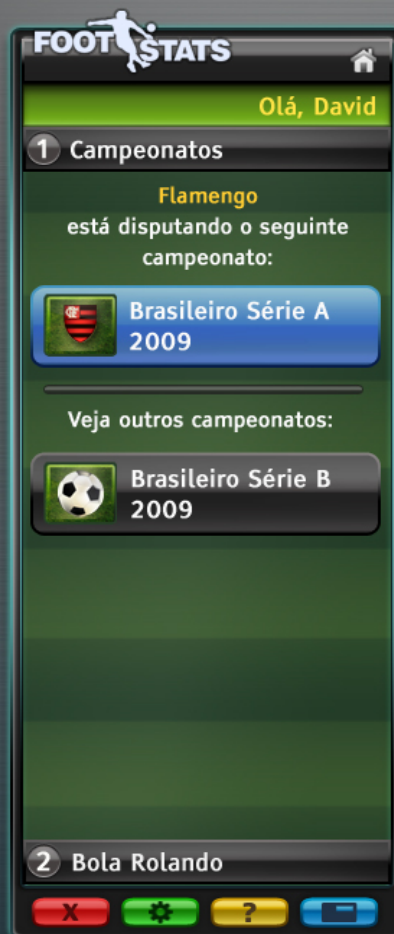 FOOT STATS
Olá, David
1 Campeonatos
Flamengo
está disputando o seguinte
campeonato:
Brasileiro Série A
2009
Veja outros campeonatos:
Brasileiro Série B
2009
2 Bola Rolando
X
?